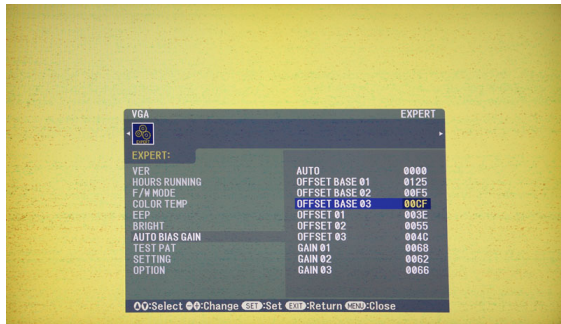 VGA EXPERT
EXPERT
EXPERT:
VER
HOURS RUNNING
F/W MODE
COLOR TEMP
EEP
BRIGHT
AUTO BIAS GAIN
TEST PAT
SETTING
OPTION
AUTO 0000
OFFSET BASE 01 0125
OFFSET BASE 02 00F5
OFFSET BASE 03 00CF
OFFSET 01 003E
OFFSET 02 0055
OFFSET 03 004C
GAIN 01 0068
GAIN 02 0062
GAIN 03 0066
:Select :Change SET:Set EXIT:Return MENU:Close